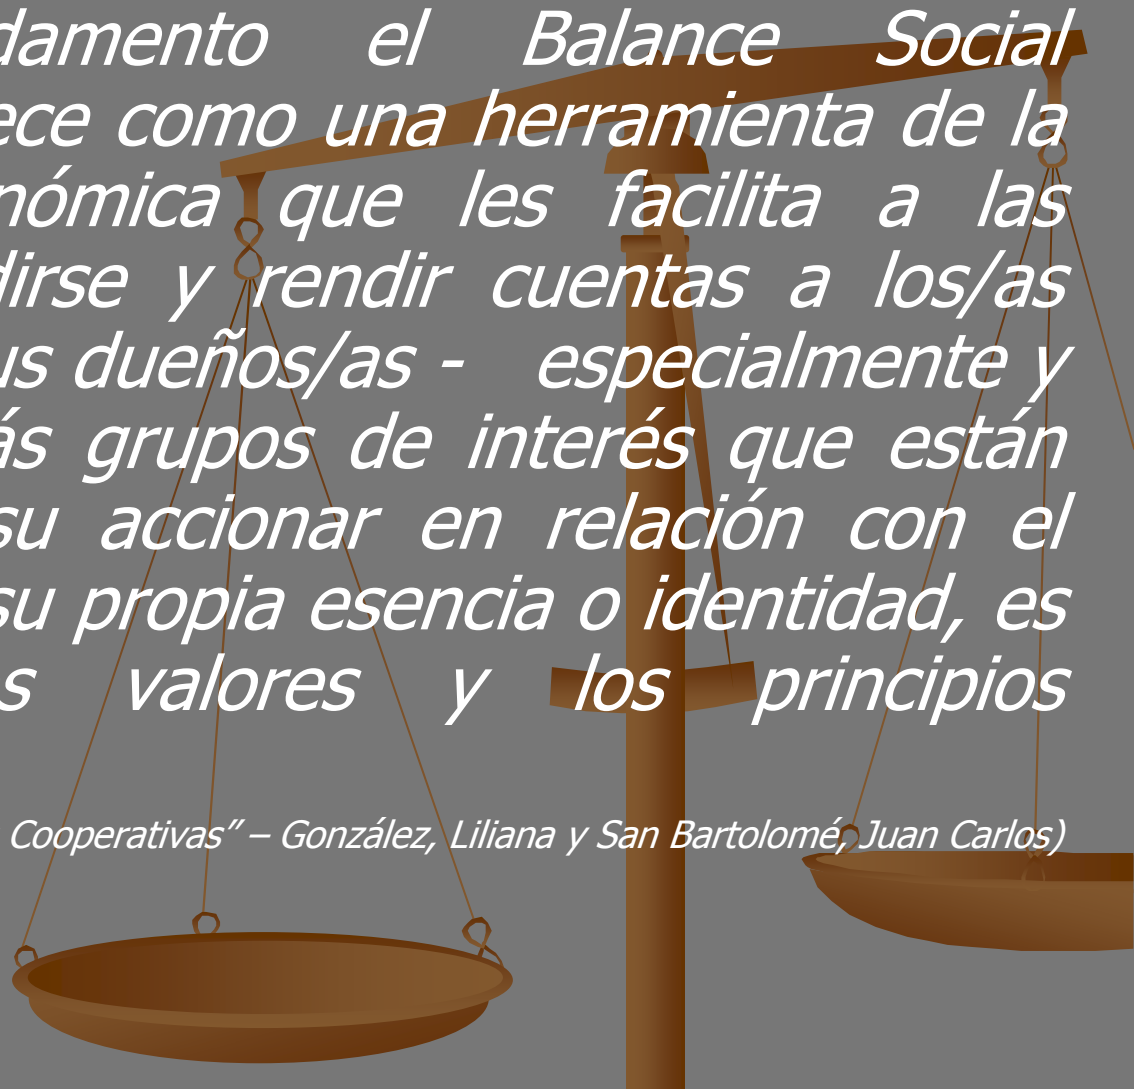 damento el Balance Social
ece como una herramienta de la
nómica que les facilita a las
dirse y rendir cuentas a los/as
us dueños/as - especialmente y
ás grupos de interés que están
su accionar en relación con el
su propia esencia o identidad, es
s valores y los principios
Cooperativas” – González, Liliana y San Bartolomé, Juan Carlos)